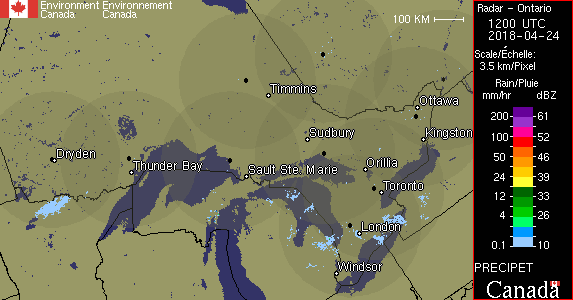 Environment Environnement
Canada Canada
100 KM
Timmins
Ottawa
Sudbury
Kingston
Dryden
Thunder Bay
Sault Ste. Marie
Orillia
Toronto
London
Windsor
Radar - Ontario
1200 UTC
2018-04-24
Scale/Échelle:
3.5 km/Pixel
Rain/Pluie
mm/hr dBZ
200 61
100 52
50 46
24 39
12 33
4 26
0.1 10
PRECIPET
Canada